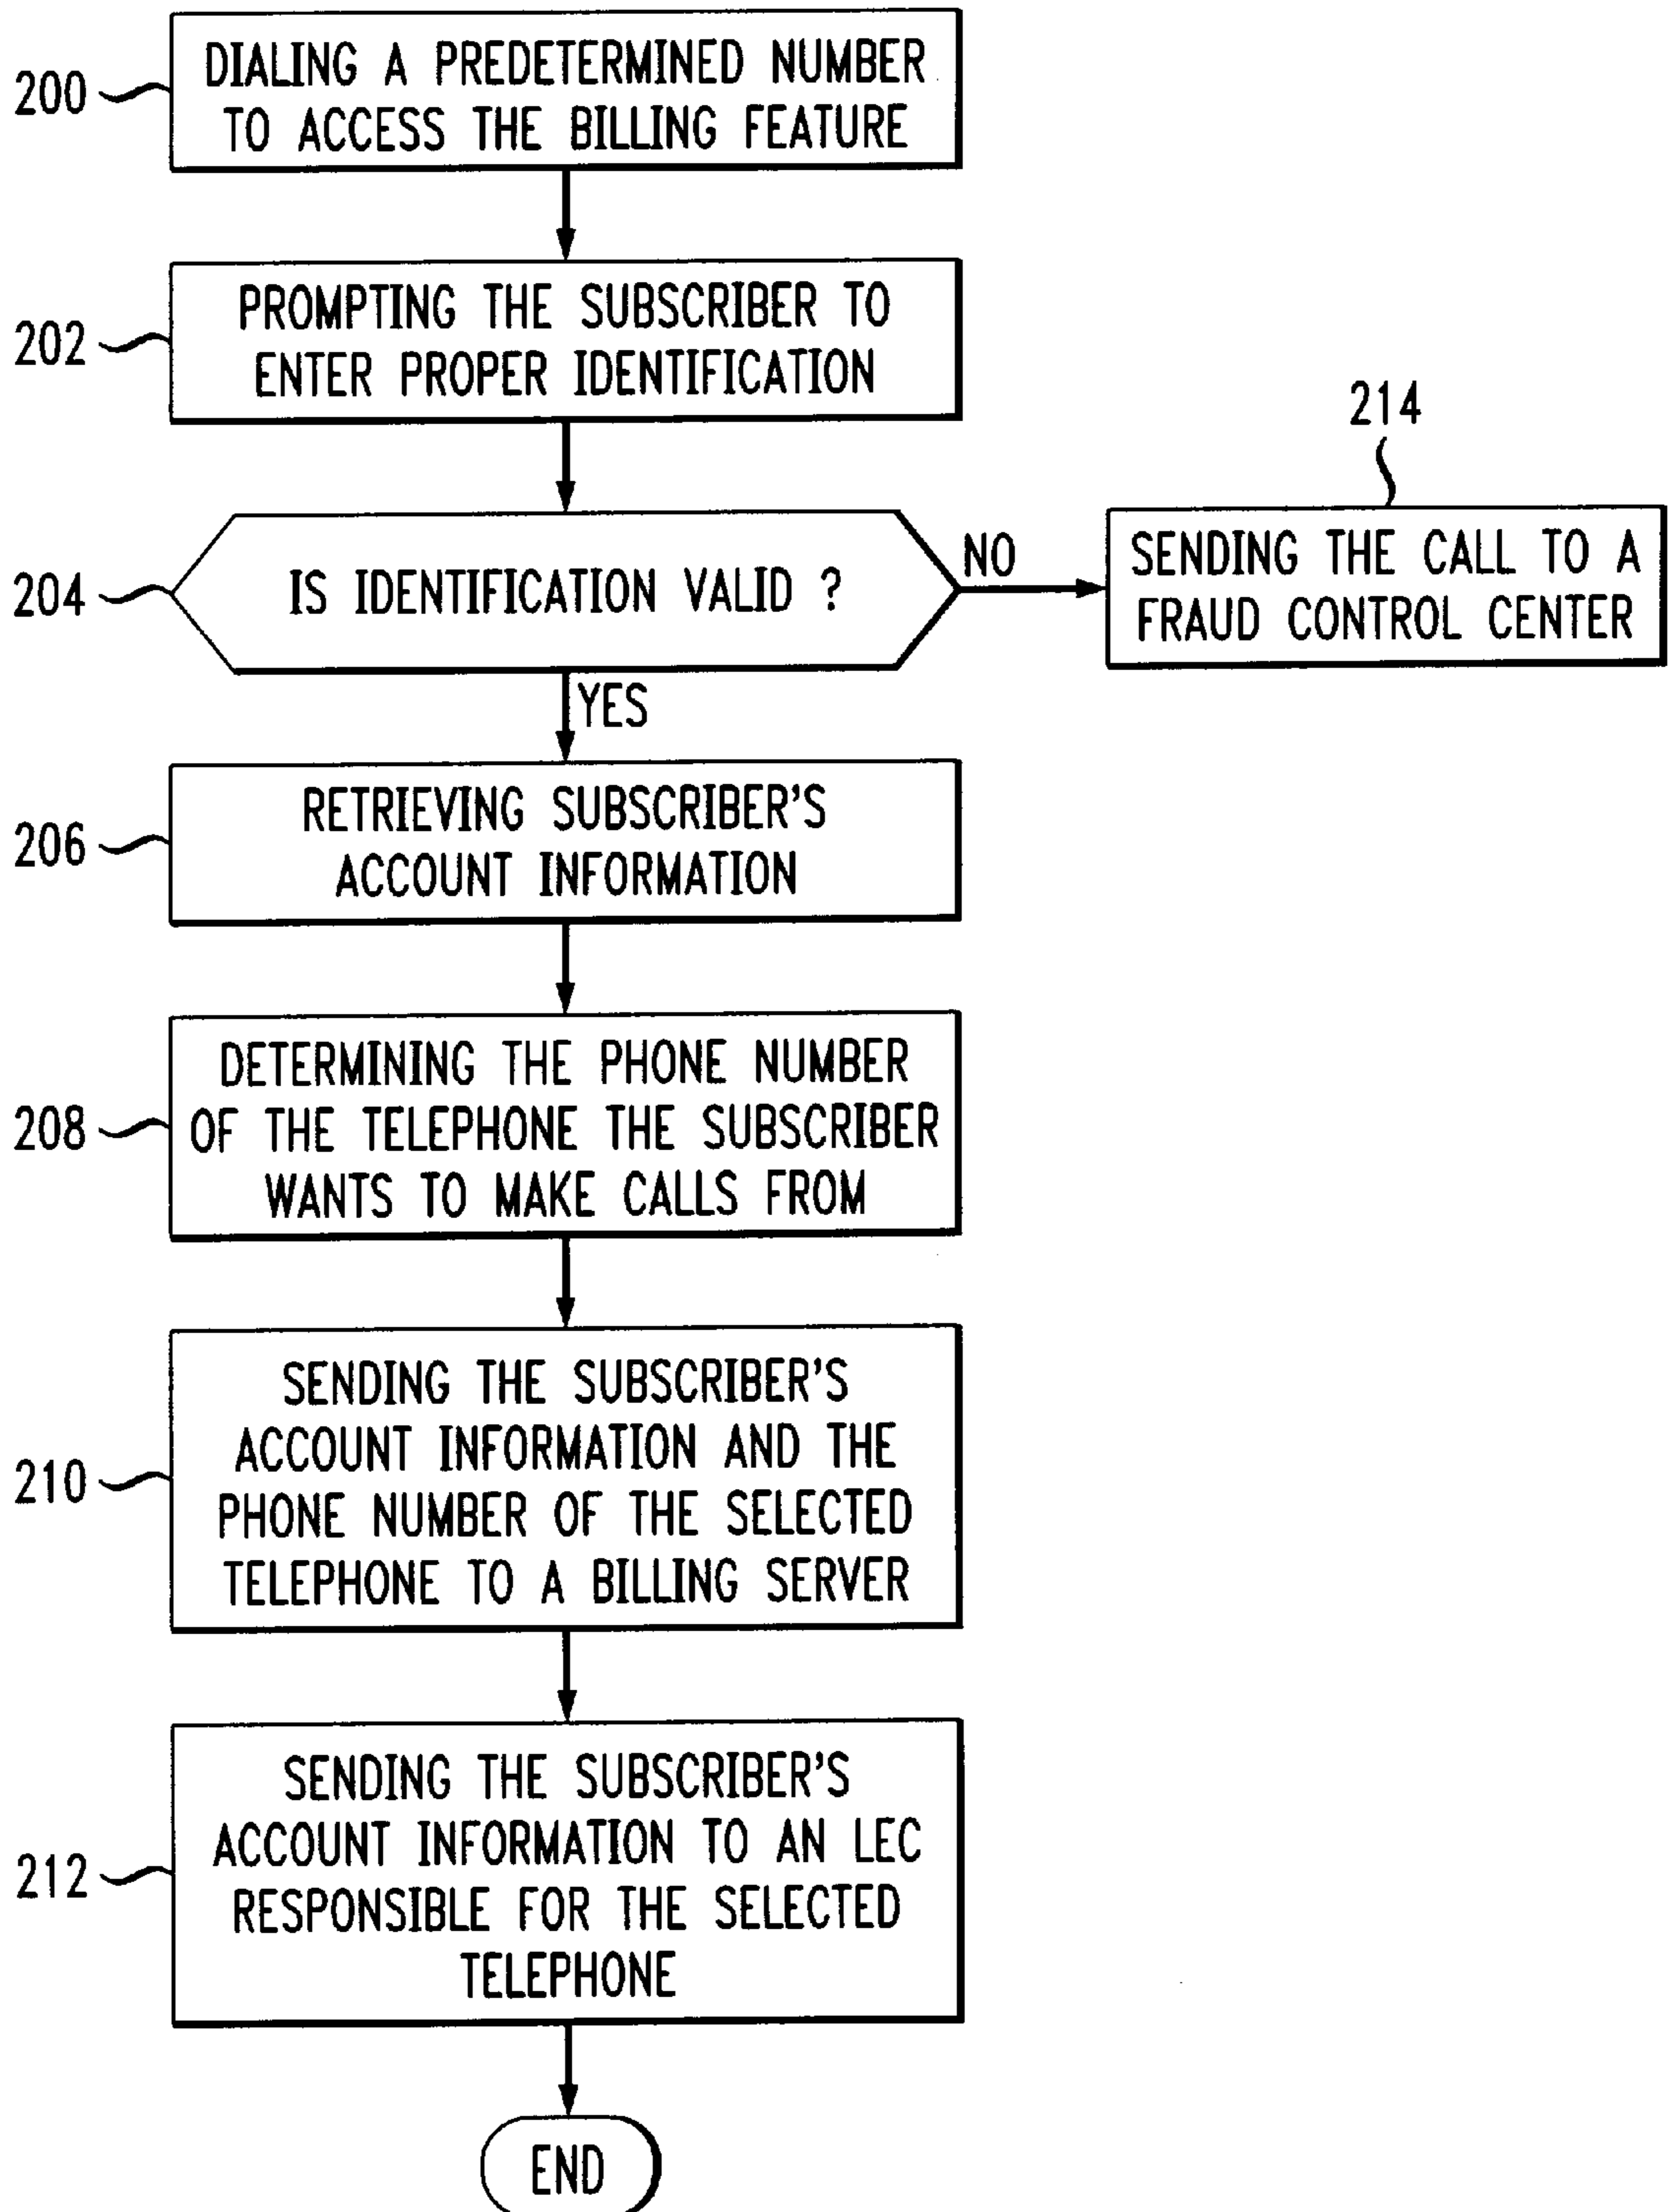 200
DIALING A PREDETERMINED NUMBER
TO ACCESS THE BILLING FEATURE
202
PROMPTING THE SUBSCRIBER TO
ENTER PROPER IDENTIFICATION
204
IS IDENTIFICATION VALID ?
NO
214
SENDING THE CALL TO A
FRAUD CONTROL CENTER
YES
206
RETRIEVING SUBSCRIBER'S
ACCOUNT INFORMATION
208
DETERMINING THE PHONE NUMBER
OF THE TELEPHONE THE SUBSCRIBER
WANTS TO MAKE CALLS FROM
210
SENDING THE SUBSCRIBER'S
ACCOUNT INFORMATION AND THE
PHONE NUMBER OF THE SELECTED
TELEPHONE TO A BILLING SERVER
212
SENDING THE SUBSCRIBER'S
ACCOUNT INFORMATION TO AN LEC
RESPONSIBLE FOR THE SELECTED
TELEPHONE
END